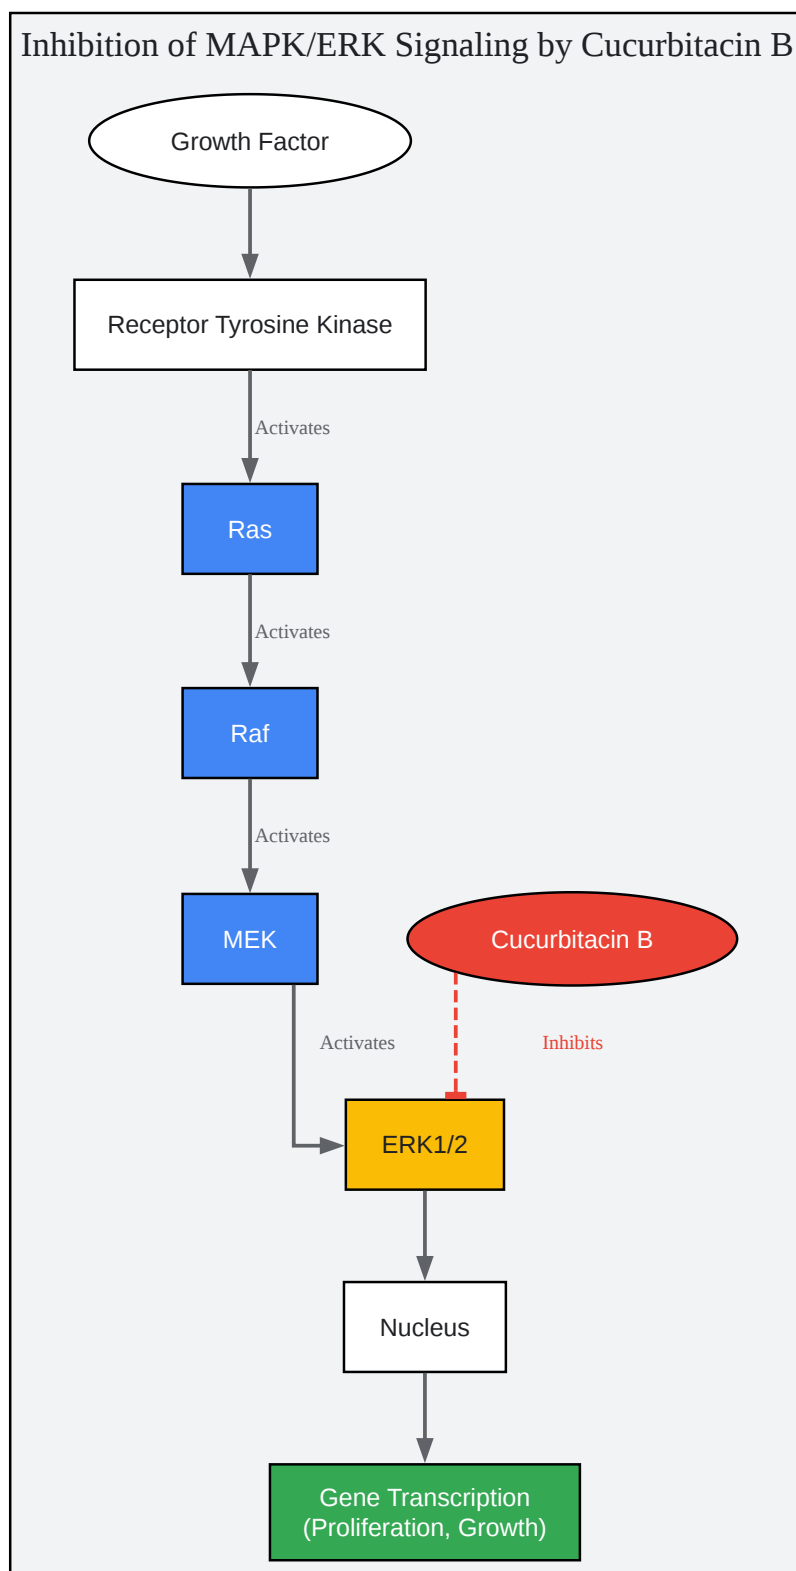 Inhibition of MAPK/ERK Signaling by Cucurbitacin B
Growth Factor
Receptor Tyrosine Kinase
Activates
Ras
Activates
Raf
Activates
MEK
Cucurbitacin B
Activates
Inhibits
ERK1/2
Nucleus
Gene Transcription
(Proliferation, Growth)